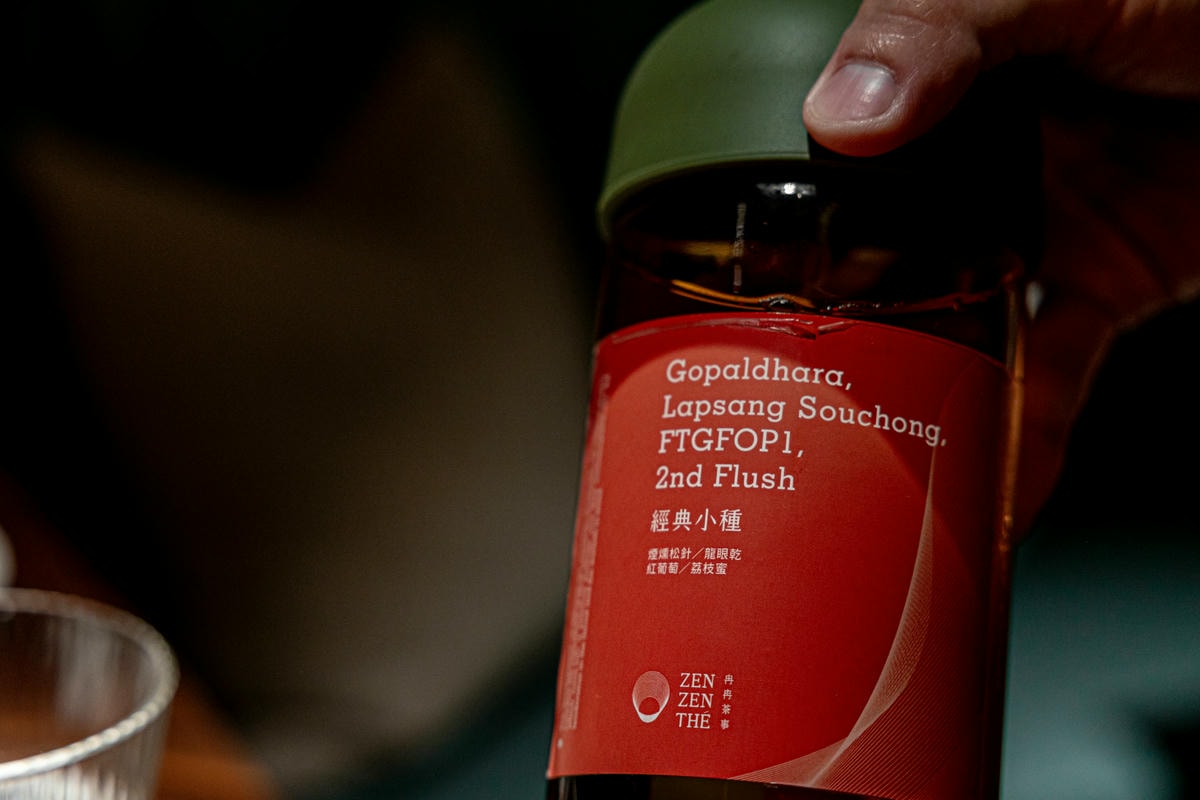 Gopaldhara,
Lapsang Souchong,
FTGFOP1,
2nd Flush
經典小種
煙燻松針／龍眼乾
紅葡萄／荔枝蜜
ZEN
ZEN
THÉ
冉冉茶事